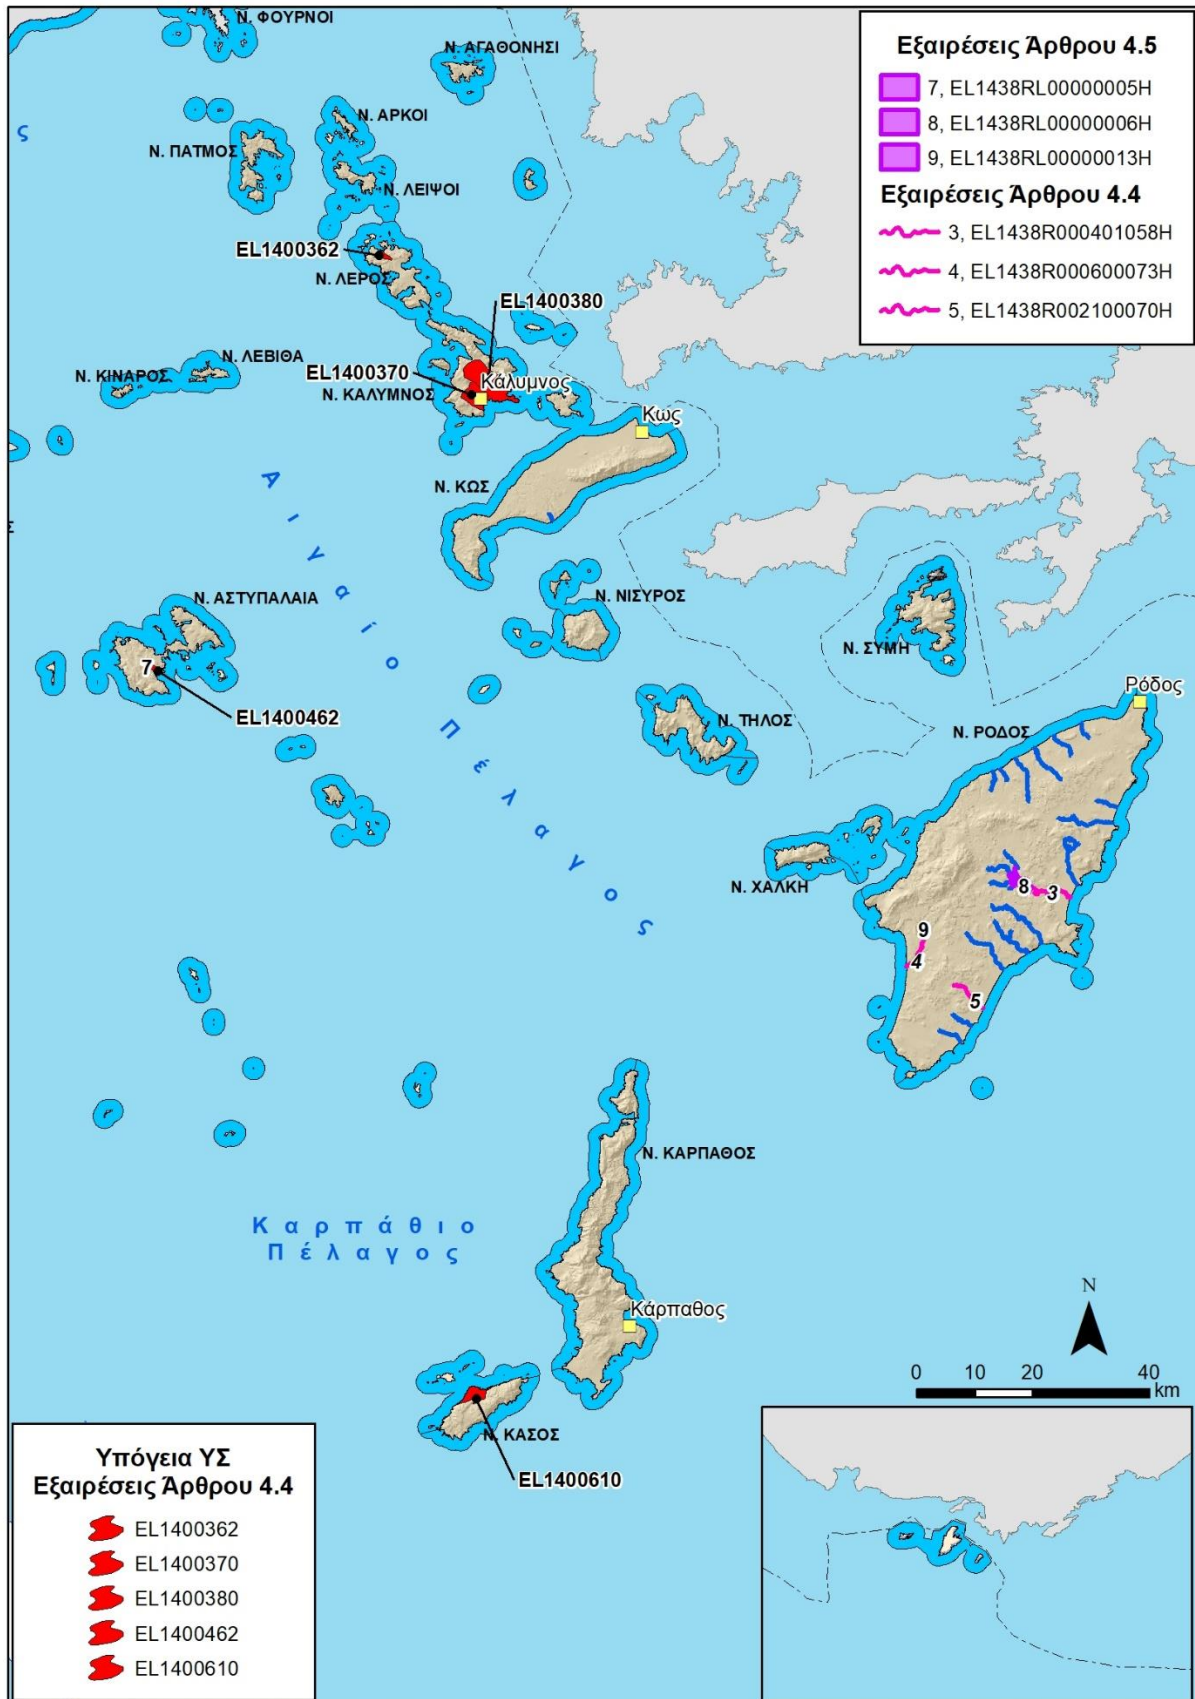 Ν. ΦΟΥΡΝΟΙ
Ν. ΑΓΑΘΟΝΗΣΙ
Εξαιρέσεις Άρθρου 4.5
7, EL1438RL00000005H
8, EL1438RL00000006H
9, EL1438RL00000013H
Εξαιρέσεις Άρθρου 4.4
3, EL1438R000401058H
4, EL1438R000600073H
5, EL1438R002100070H
ς
Ν. ΑΡΚΟΙ
Ν. ΠΑΤΜΟΣ
Ν. ΛΕΙΨΟΙ
EL1400362
Ν. ΛΕΡΟΣ
EL1400380
Ν. ΛΕΒΙΘΑ
Ν. ΚΙΝΑΡΟΣ
EL1400370
Κάλυμνος
Ν. ΚΑΛΥΜΝΟΣ
Κως
Ν. ΚΩΣ
Αιγαίο Πέλαγος
Σ
Ν. ΑΣΤΥΠΑΛΑΙΑ
Ν. ΝΙΣΥΡΟΣ
Ν. ΣΥΜΗ
7
EL1400462
Ρόδος
Ν. ΤΗΛΟΣ
Ν. ΡΟΔΟΣ
Ν. ΧΑΛΚΗ
8
3
9
4
5
Ν. ΚΑΡΠΑΘΟΣ
Καρπάθιο
Πέλαγος
Κάρπαθος
N
0 10 20 40
km
Ν. ΚΑΣΟΣ
EL1400610
Υπόγεια ΥΣ
Εξαιρέσεις Άρθρου 4.4
EL1400362
EL1400370
EL1400380
EL1400462
EL1400610